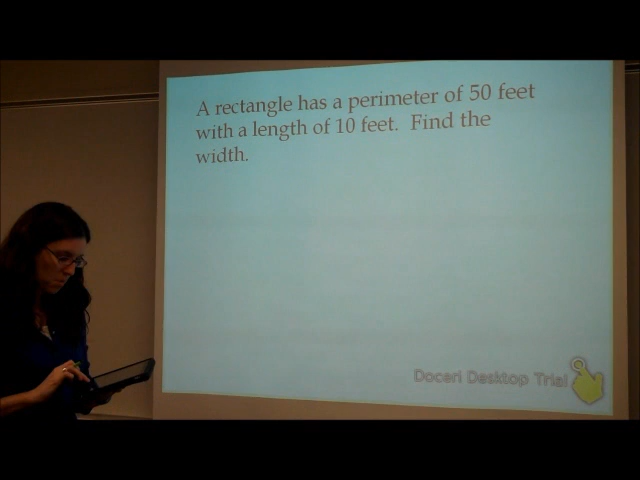 A rectangle has a perimeter of 50 feet
with a length of 10 feet. Find the
width.
Doceri Desktop Trial